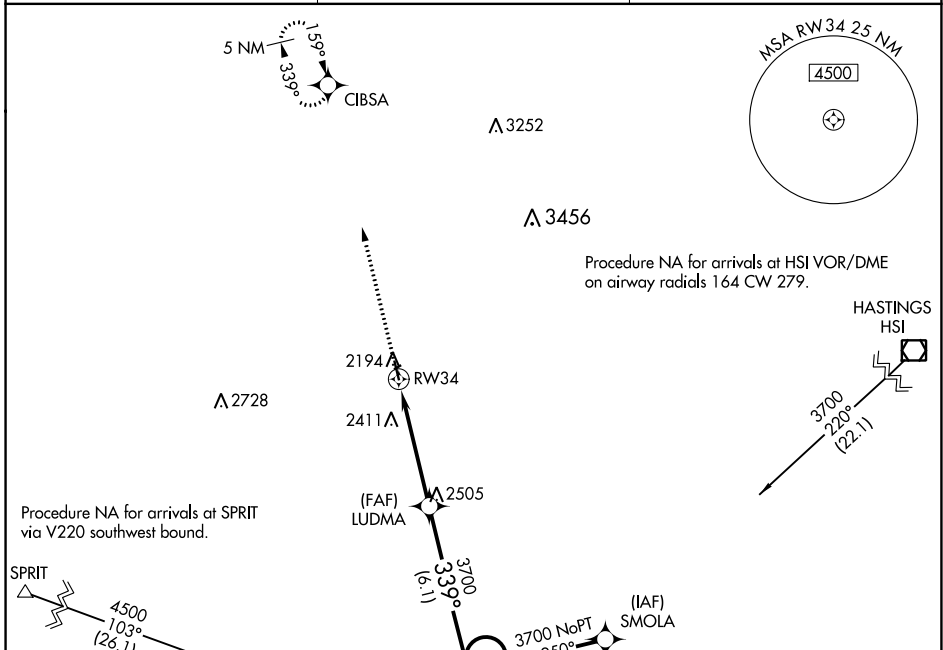 MSA RW34 25 NM
4500
5 NM
159°
339°
CIBSA
3252
3456
Procedure NA for arrivals at HSI VOR/DME
on airway radials 164 CW 279.
HASTINGS
HSI
3700
220°
(22.1)
2194
RW34
2728
2411
2505
(FAF)
LUDMA
Procedure NA for arrivals at SPRIT
via V220 southwest bound.
SPRIT
4500
103°
(26.1)
3700
339°
(6.1)
(IAF)
SMOLA
3700 NoPT